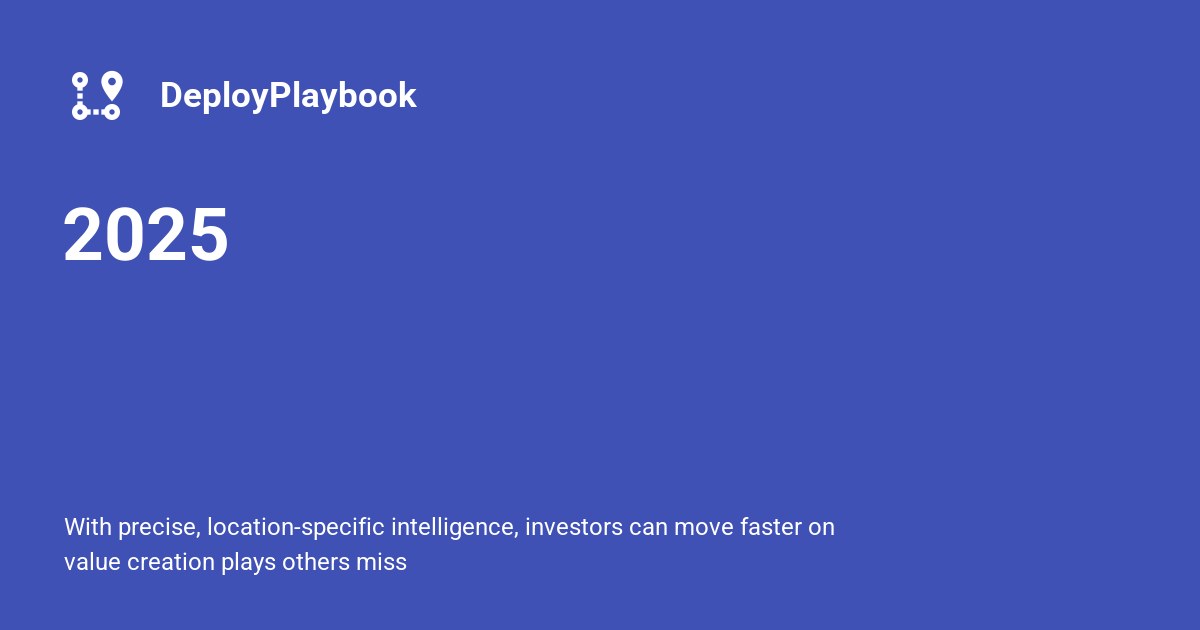 DeployPlaybook
2025
With precise, location-specific intelligence, investors can move faster on
value creation plays others miss